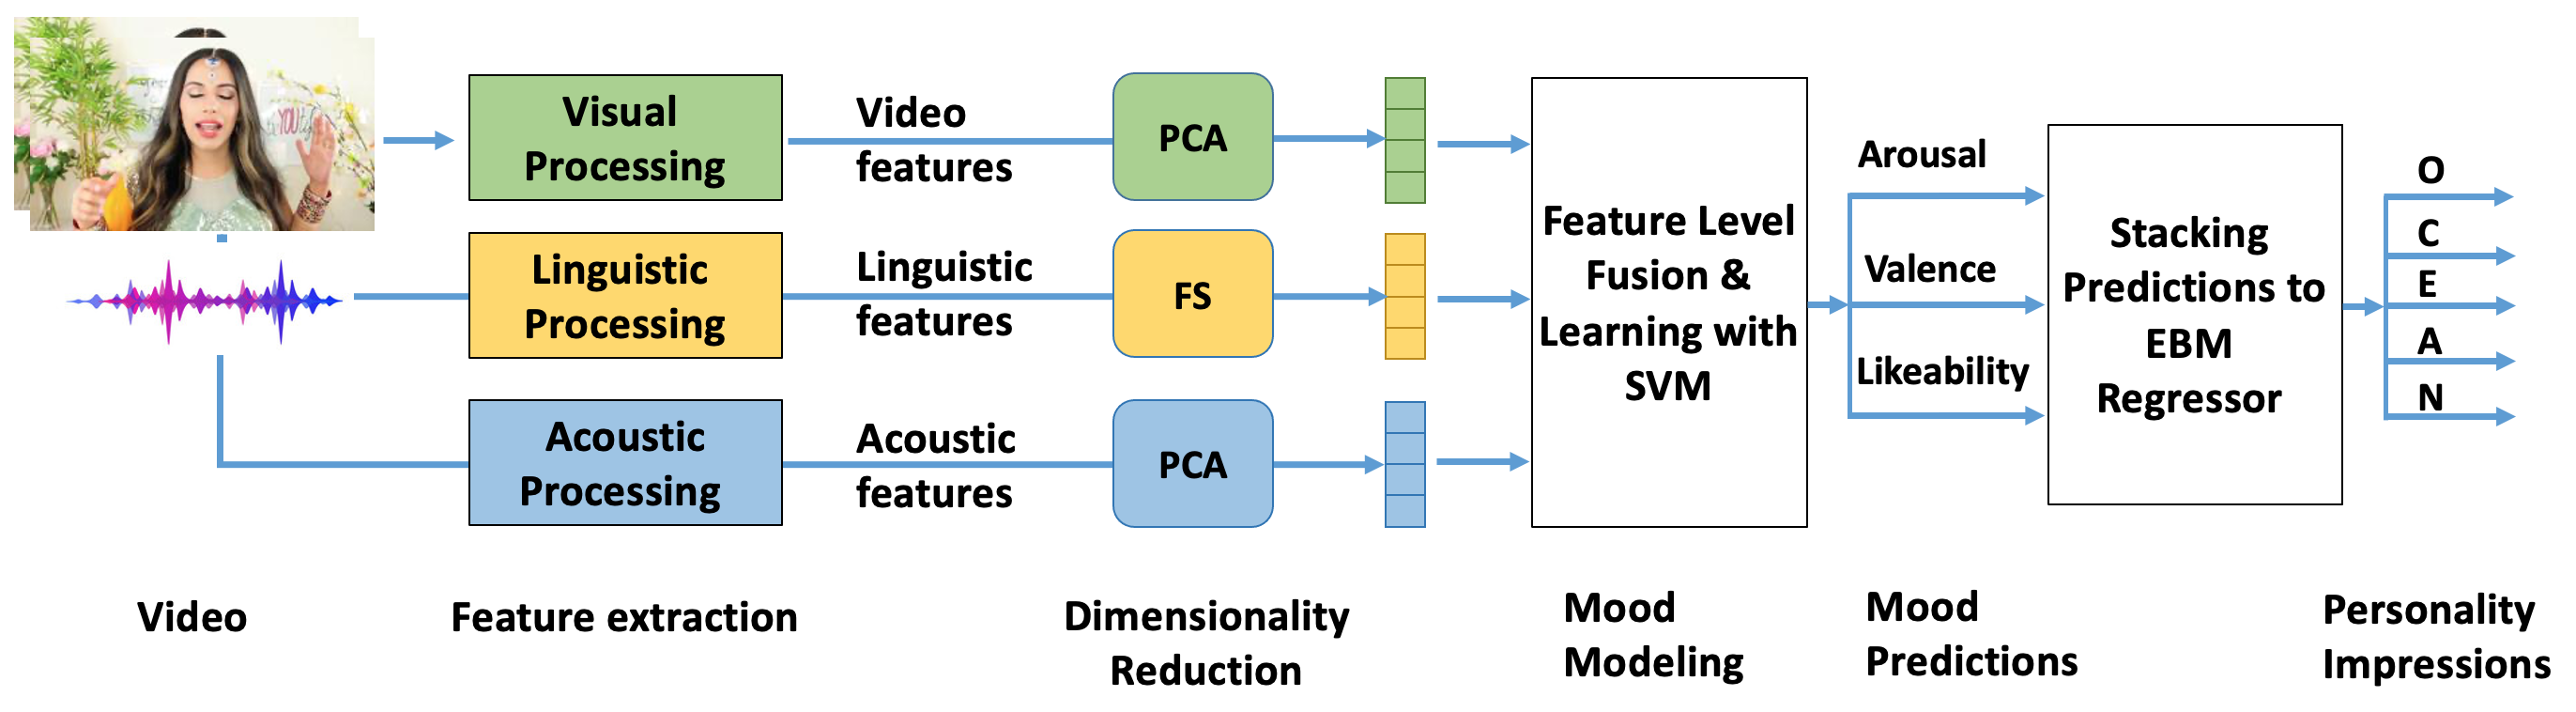 Visual
Processing
Video
features
PCA
Linguistic
Processing
Linguistic
features
FS
Acoustic
Processing
Acoustic
features
PCA
Feature Level
Fusion &
Learning with
SVM
Arousal
Valence
Likeability
Stacking
Predictions to
EBM
Regressor
O
C
E
A
N
Video
Feature extraction
Dimensionality
Reduction
Mood
Modeling
Mood
Predictions
Personality
Impressions
YOU